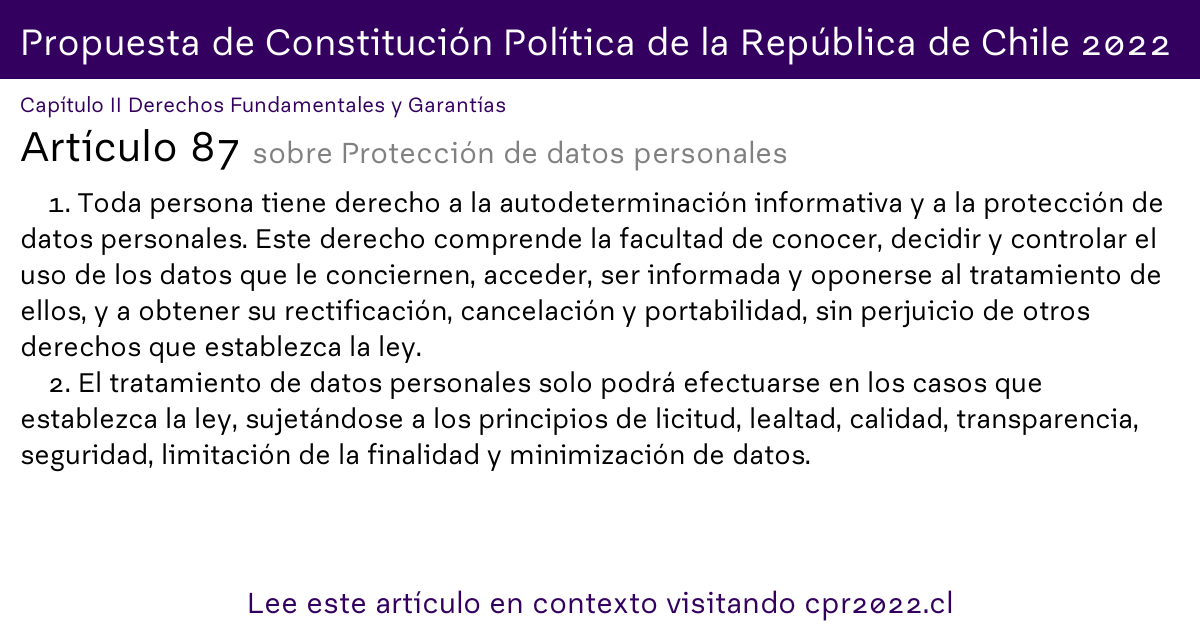 Propuesta de Constitución Política de la República de Chile 2022
Capítulo II Derechos Fundamentales y Garantías
Artículo 87 sobre Protección de datos personales
1. Toda persona tiene derecho a la autodeterminación informativa y a la protección de
datos personales. Este derecho comprende la facultad de conocer, decidir y controlar el
uso de los datos que le conciernen, acceder, ser informada y oponerse al tratamiento de
ellos, y a obtener su rectificación, cancelación y portabilidad, sin perjuicio de otros
derechos que establezca la ley.
2. El tratamiento de datos personales solo podrá efectuarse en los casos que
establezca la ley, sujetándose a los principios de licitud, lealtad, calidad, transparencia,
seguridad, limitación de la finalidad y minimización de datos.
Lee este artículo en contexto visitando cpr2022.cl